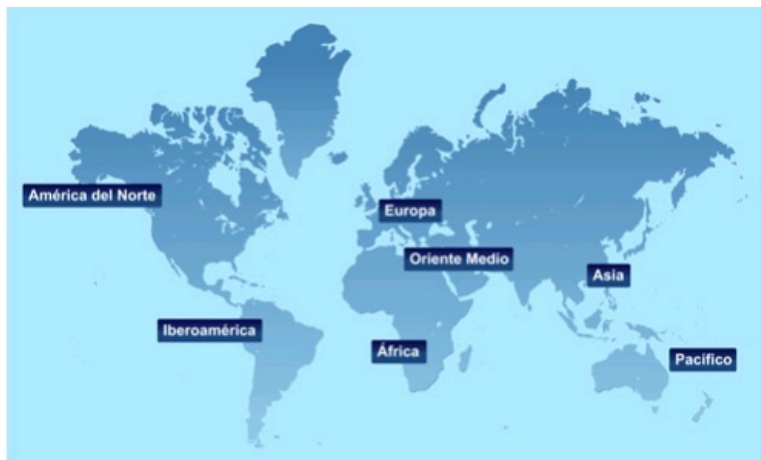 América del Norte
Europa
Oriente Medio
Asia
Iberoamérica
África
Pacífico